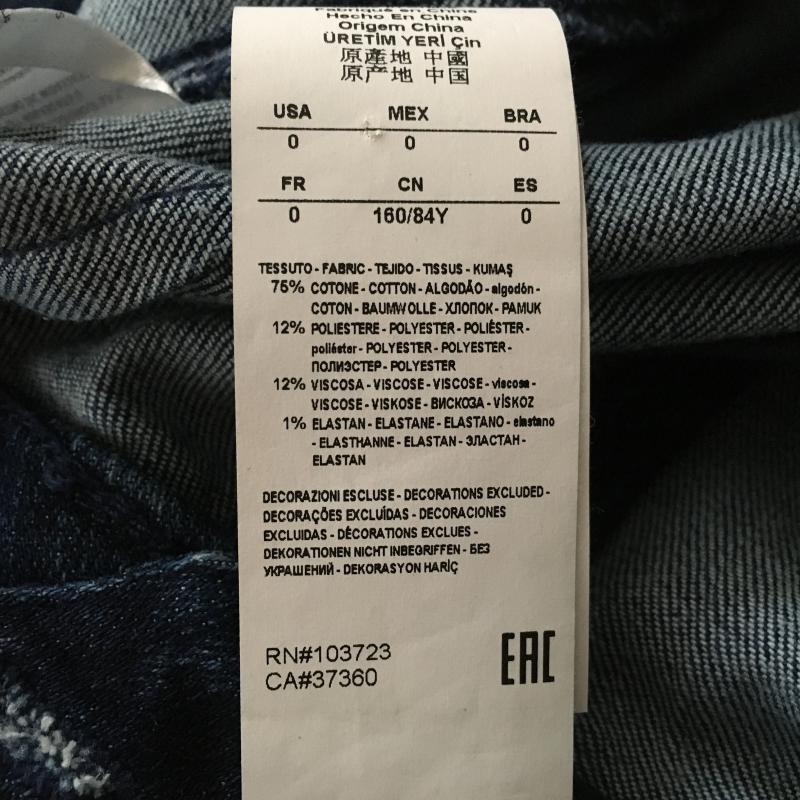 Fabriqué en Chine
Hecho En China
Origem China
ÜRETİM YERİ Çin
原產地 中國
原产地 中国
USA MEX BRA
0 0 0
FR CN ES
0 160/84Y 0
TESSUTO - FABRIC - TEJIDO - TISSUS - KUMAŞ
75% COTONE - COTTON - ALGODÃO - algodón -
COTON - BAUMWOLLE - ХЛОПОК - PAMUK
12% POLIESTERE - POLYESTER - POLIÉSTER -
poliéster - POLYESTER - POLYESTER -
ПОЛИЭСТЕР - POLYESTER
12% VISCOSA - VISCOSE - VISCOSE - viscosa -
VISCOSE - VISKOSE - ВИСКОЗА - VİSKOZ
1% ELASTAN - ELASTANE - ELASTANO - elastano
- ELASTHANNE - ELASTAN - ЭЛАСТАН -
ELASTAN
DECORAZIONI ESCLUSE - DECORATIONS EXCLUDED -
DECORAÇÕES EXCLUÍDAS - DECORACIONES
EXCLUIDAS - DÉCORATIONS EXCLUES -
DEKORATIONEN NICHT INBEGRIFFEN - БЕЗ
УКРАШЕНИЙ - DEKORASYON HARİÇ
RN#103723
CA#37360
EAC